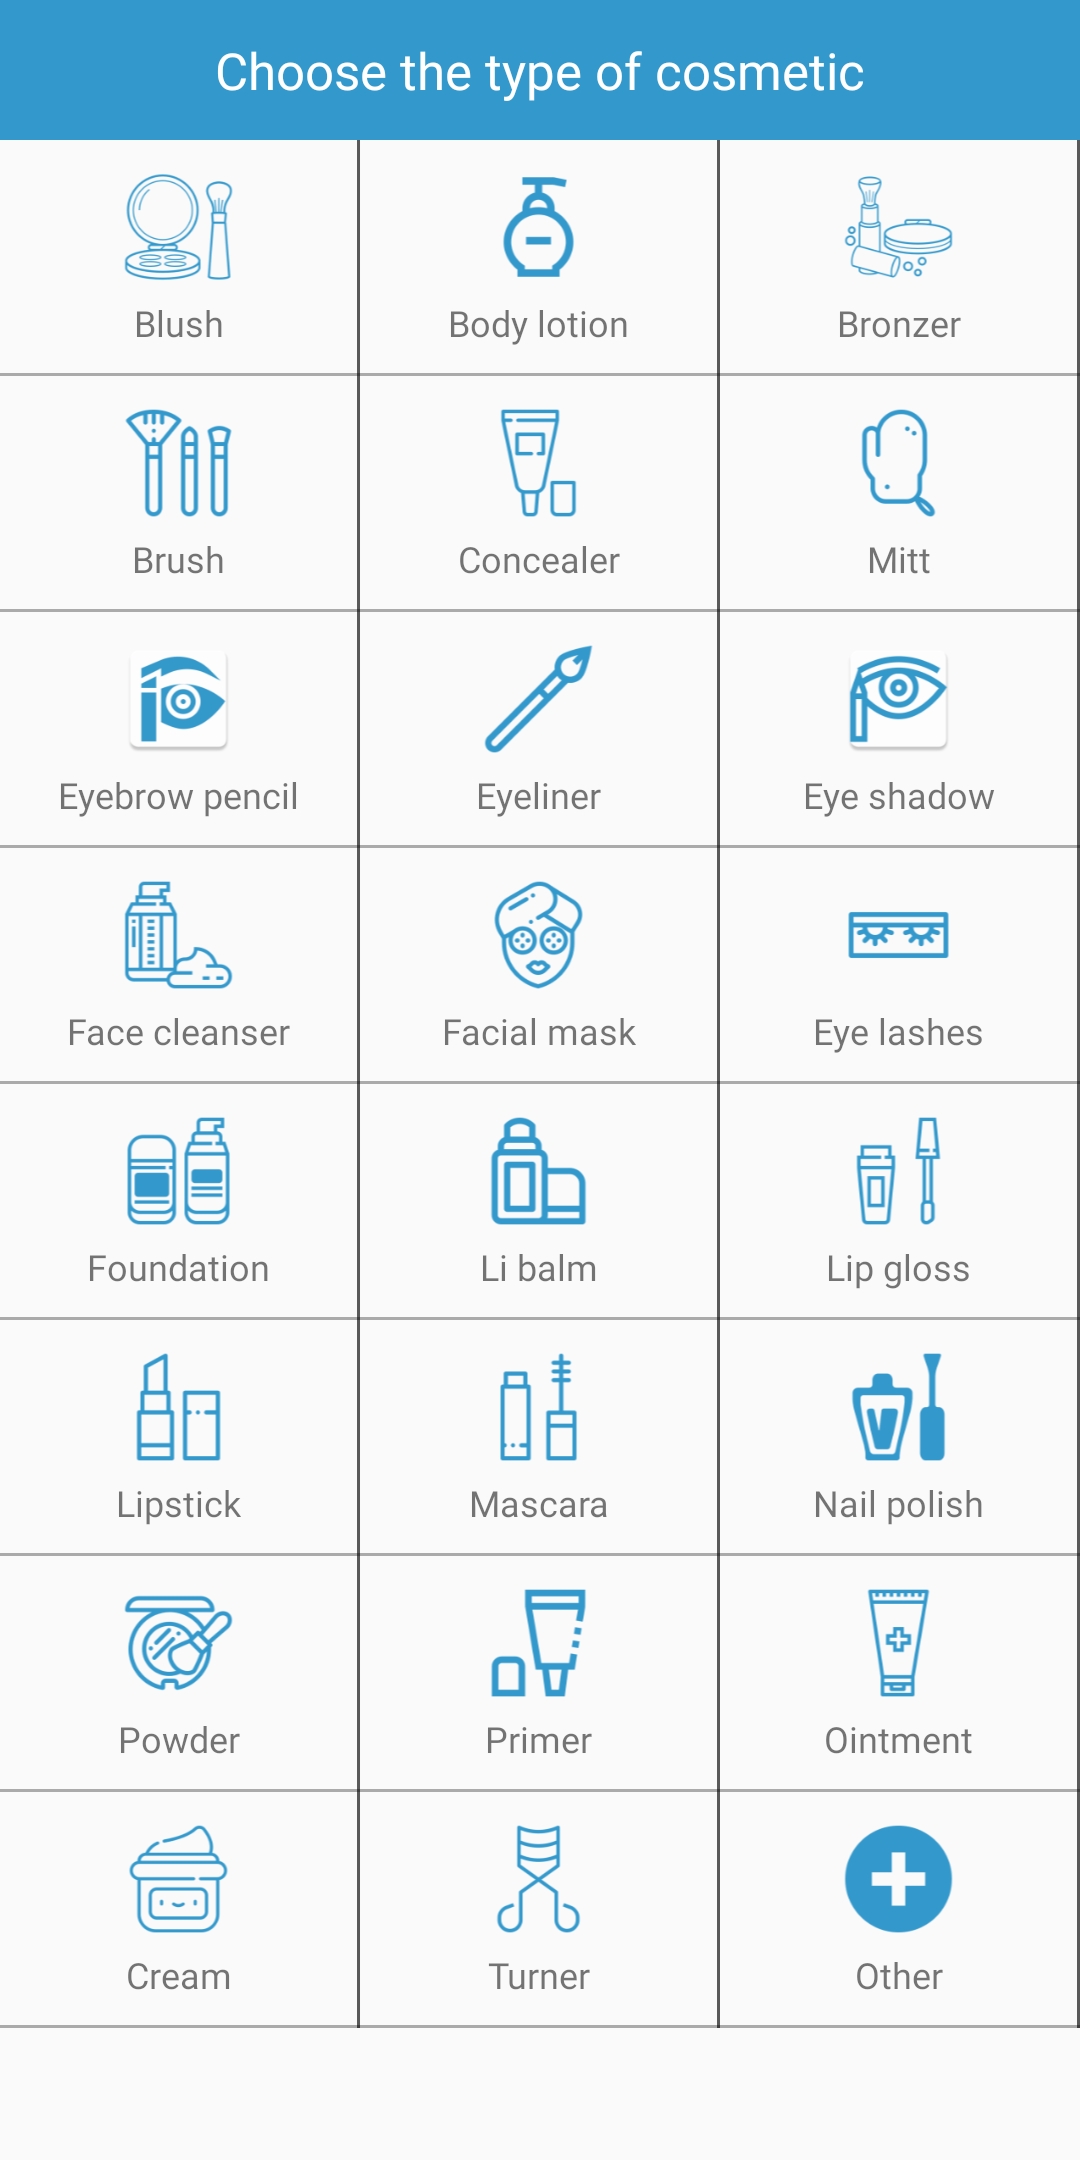 Choose the type of cosmetic
Blush
Body lotion
Bronzer
Brush
Concealer
Mitt
Eyebrow pencil
Eyeliner
Eye shadow
Face cleanser
Facial mask
Eye lashes
Foundation
Li balm
Lip gloss
Lipstick
Mascara
Nail polish
Powder
Primer
Ointment
Cream
Turner
Other